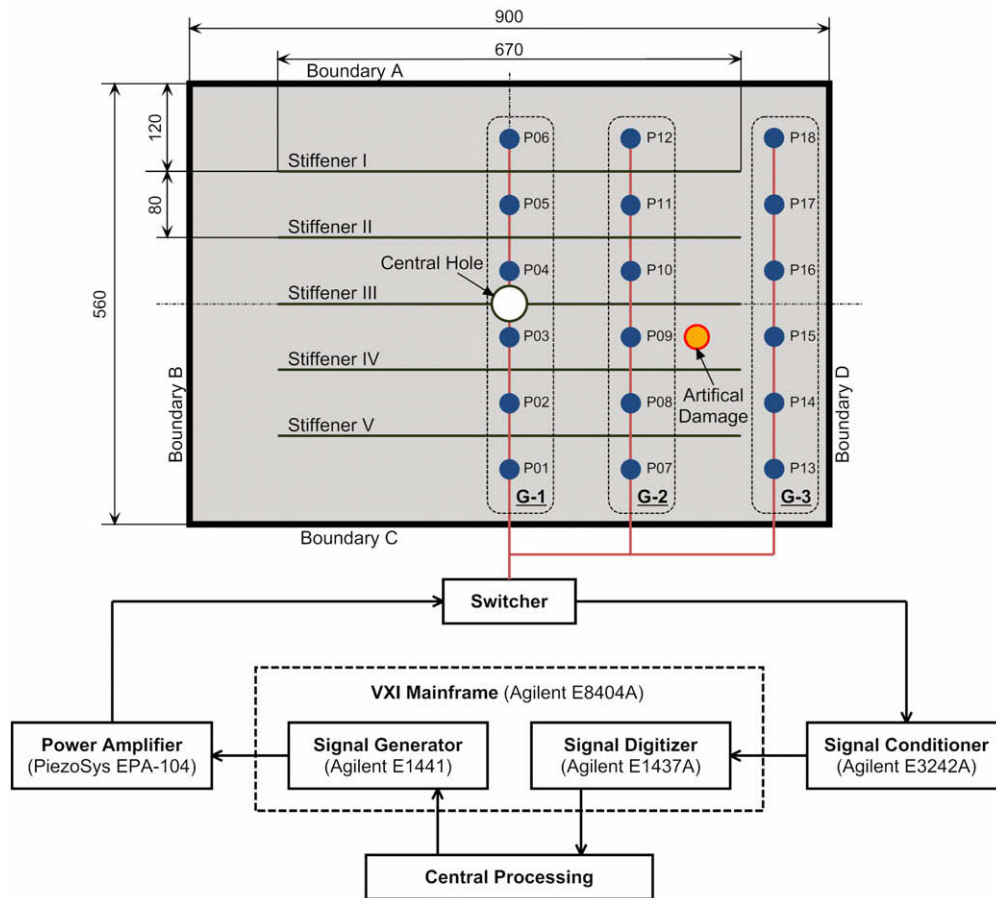 900
670
Boundary A
120
80
560
Stiffener I
Stiffener II
Central Hole
Stiffener III
Stiffener IV
Stiffener V
Boundary B
P06
P05
P04
P03
P02
P01
G-1
P12
P11
P10
P09
P08
P07
G-2
Artifical
Damage
P18
P17
P16
P15
P14
P13
G-3
Boundary D
Boundary C
Switcher
VXI Mainframe (Agilent E8404A)
Power Amplifier
(PiezoSys EPA-104)
Signal Generator
(Agilent E1441)
Signal Digitizer
(Agilent E1437A)
Signal Conditioner
(Agilent E3242A)
Central Processing